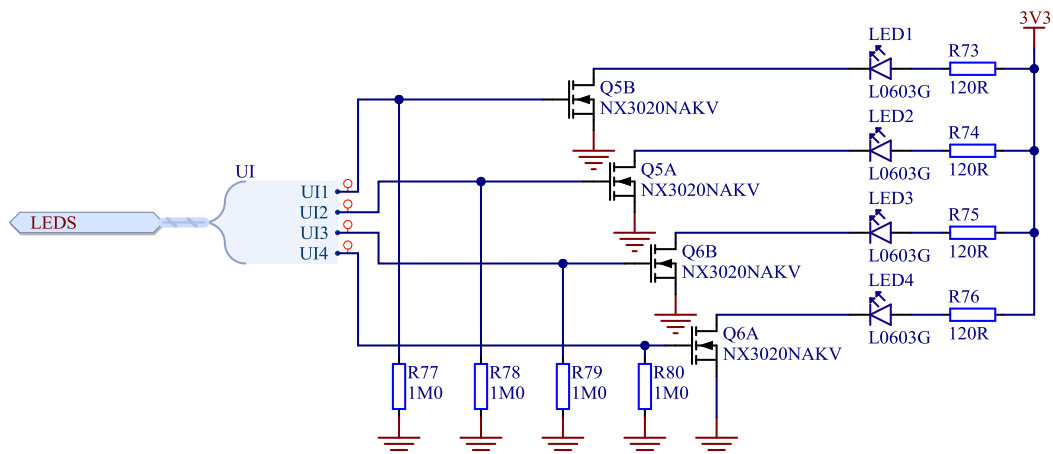 3V3
LED1
R73
L0603G
120R
Q5B
NX3020NAKV
LED2
R74
L0603G
120R
UI
Q5A
NX3020NAKV
UI1
UI2
UI3
UI4
LEDS
LED3
R75
L0603G
120R
Q6B
NX3020NAKV
LED4
R76
L0603G
120R
Q6A
NX3020NAKV
R77
1M0
R78
1M0
R79
1M0
R80
1M0